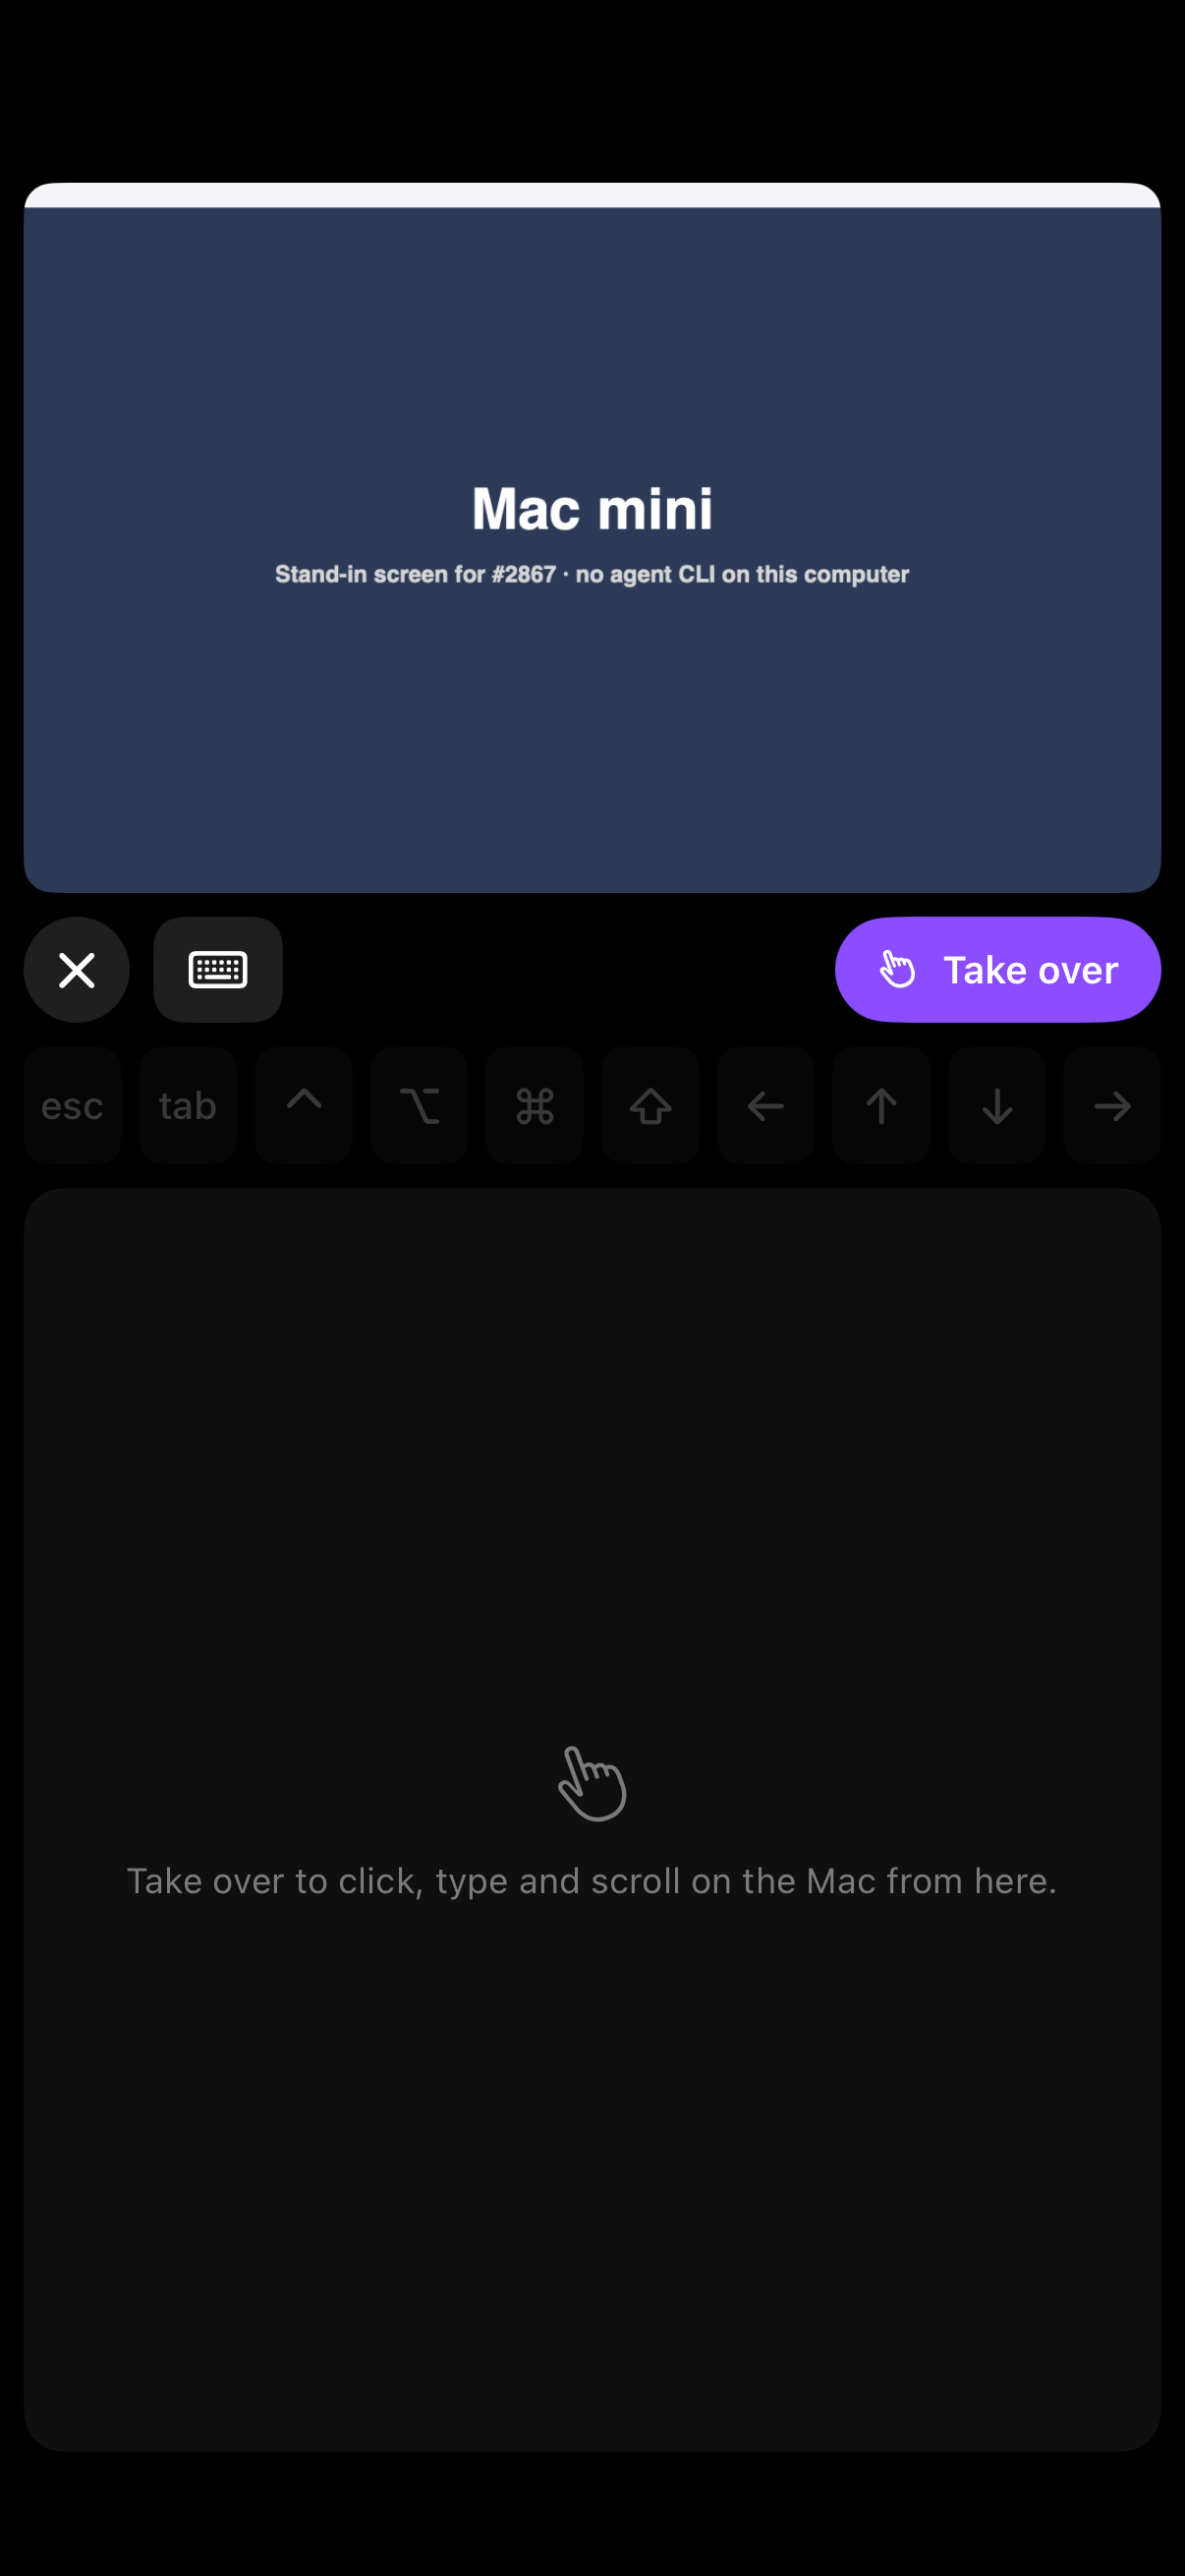 Mac mini
Stand-in screen for #2867 · no agent CLI on this computer
Take over
esc tab
Take over to click, type and scroll on the Mac from here.